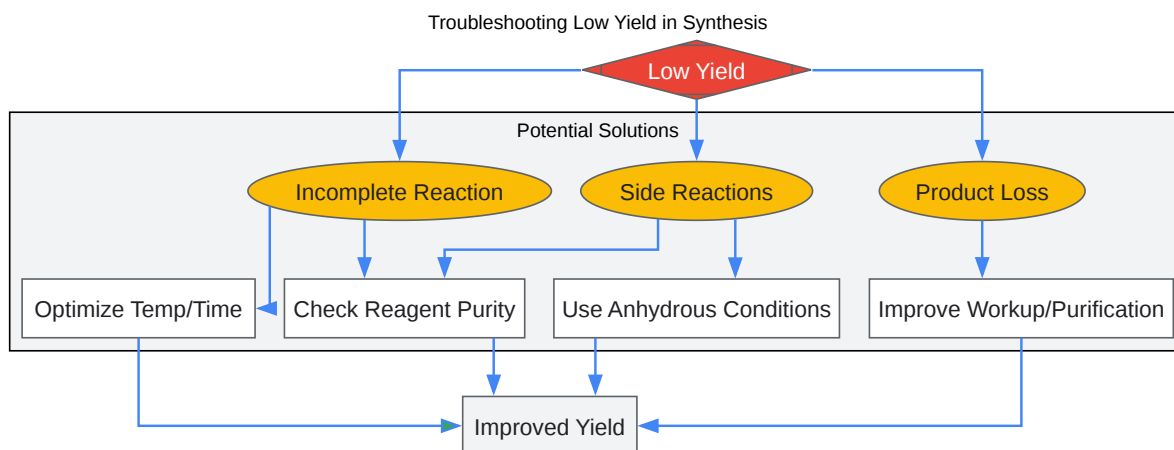 Troubleshooting Low Yield in Synthesis
Low Yield
Potential Solutions
Incomplete Reaction
Side Reactions
Product Loss
Optimize Temp/Time
Check Reagent Purity
Use Anhydrous Conditions
Improve Workup/Purification
Improved Yield